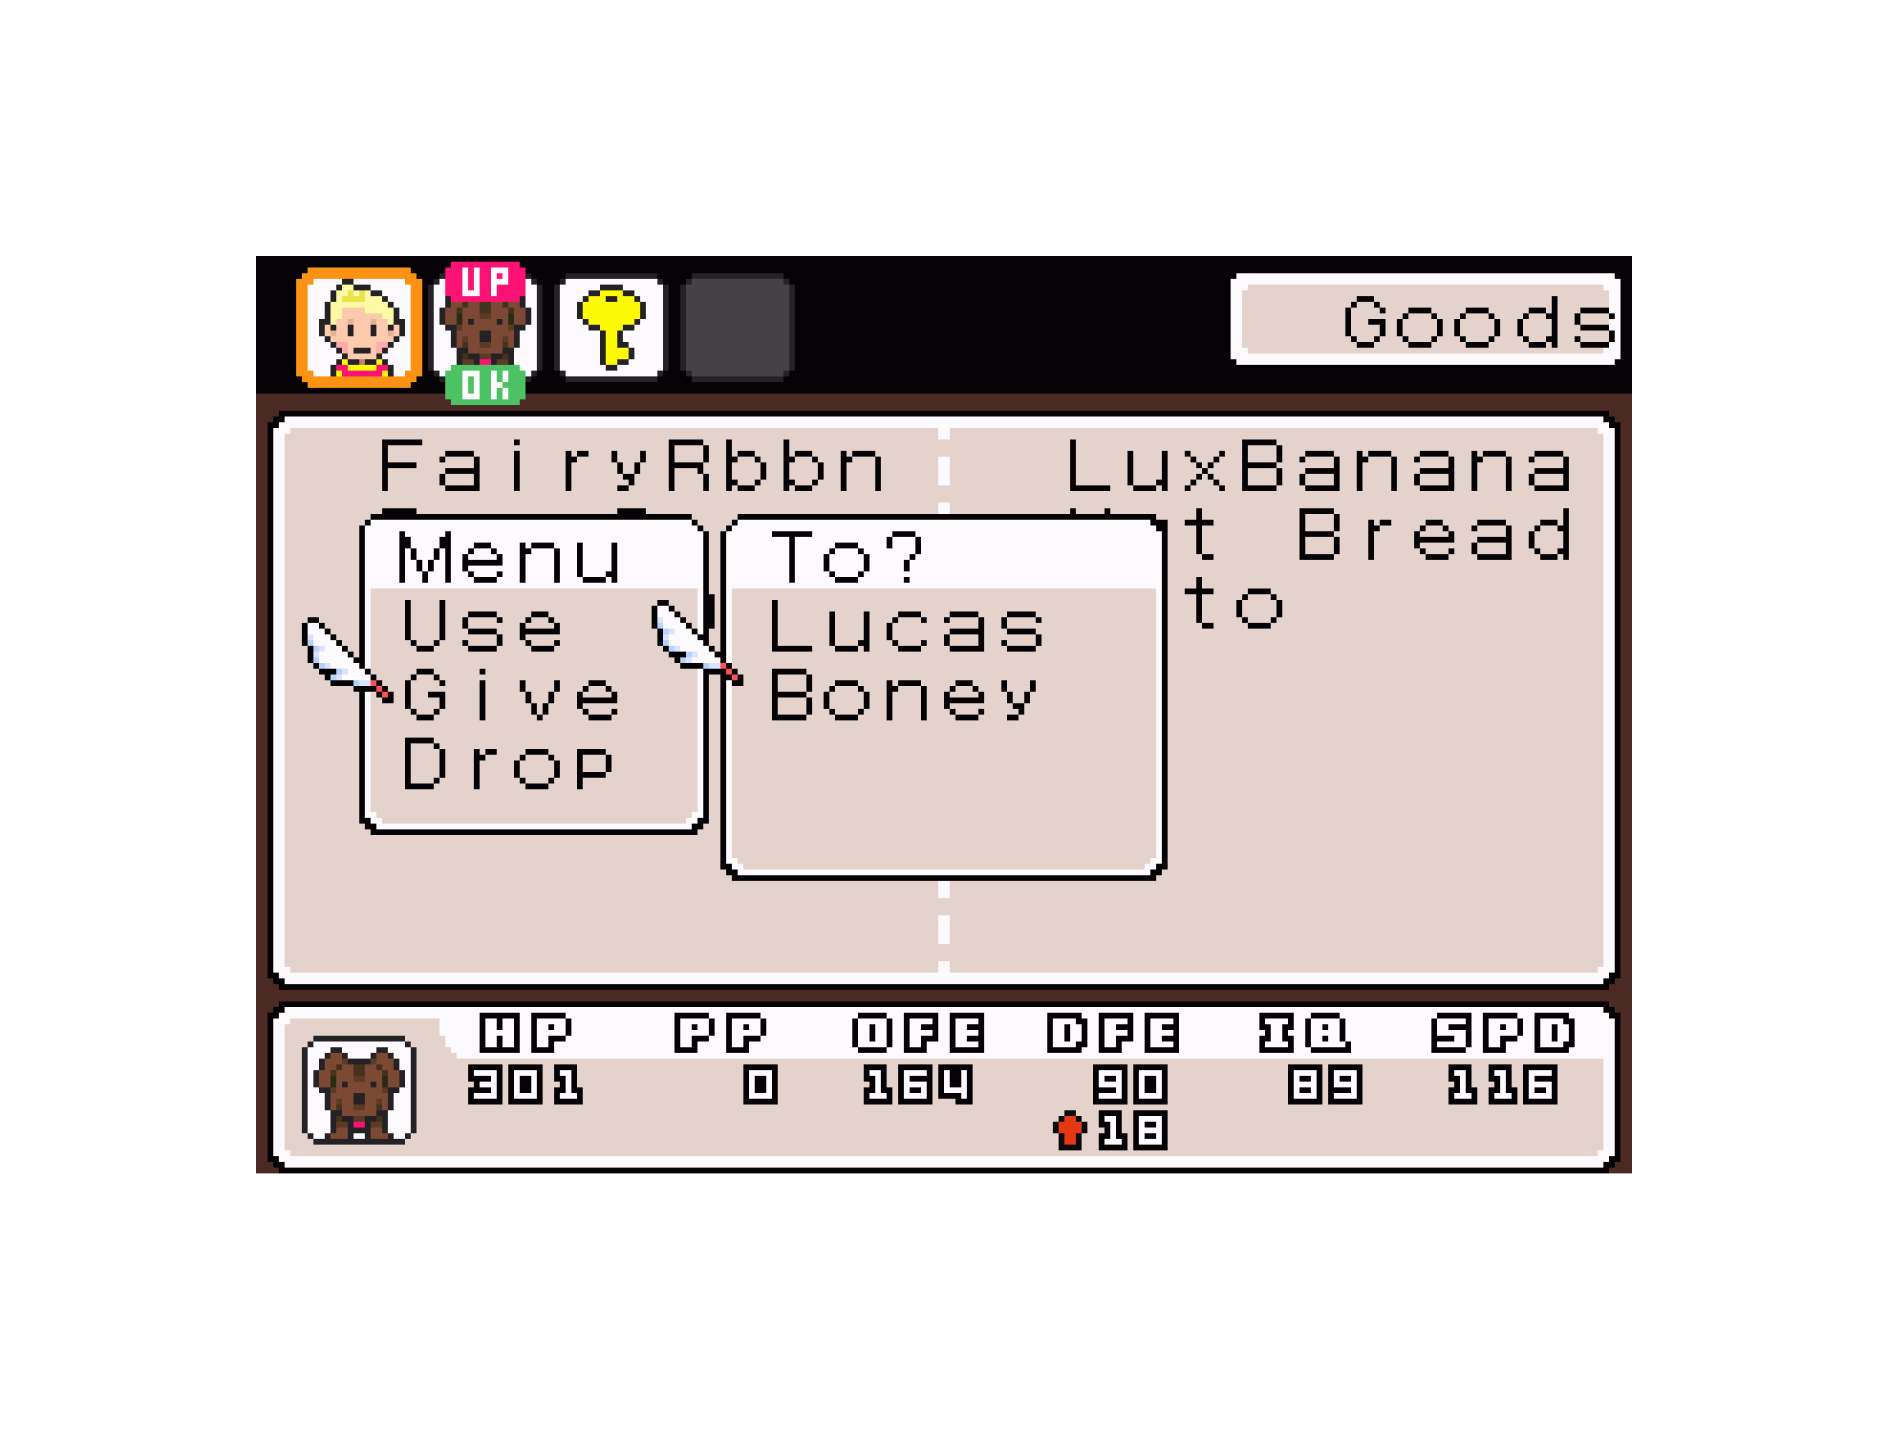 UP
OK
Goods
FairyRbbn LuxBanana
t Bread
to
Menu
Use
Give
Drop
To?
Lucas
Boney
HP PP OFE DFE IQ SPD
301 0 164 90 89 116
18